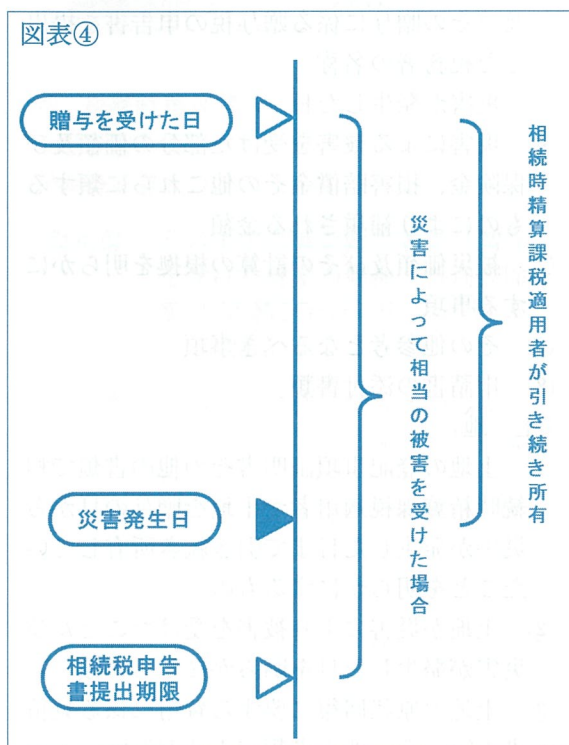 図表④
贈与を受けた日
災害発生日
相続税申告
書提出期限
災害によって相当の被害を受けた場合
相続時精算課税適用者が引き続き所有